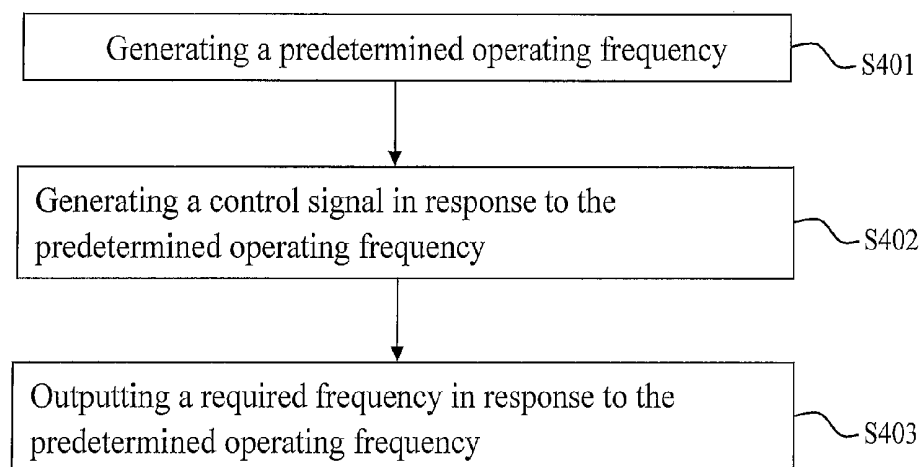 Generating a predetermined operating frequency
S401
Generating a control signal in response to the
predetermined operating frequency
S402
Outputting a required frequency in response to the
predetermined operating frequency
S403